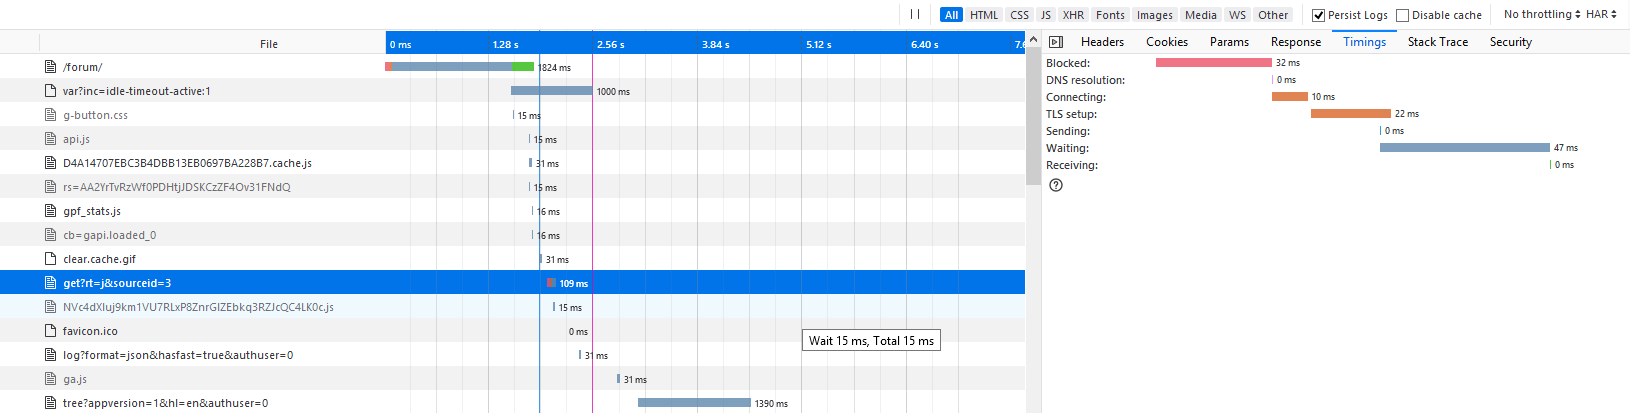 || All HTML CSS JS XHR Fonts Images Media WS Other Persist Logs Disable cache No throttling HAR
File 0 ms 1.28 s 2.56 s 3.84 s 5.12 s 6.40 s 7.6
Headers Cookies Params Response Timings Stack Trace Security
/forum/ 1824 ms
var?inc=idle-timeout-active:1 1000 ms
g-button.css 15 ms
api.js 15 ms
D4A14707EBC3B4DBB13EB0697BA228B7.cache.js 31 ms
rs=AA2YrTvRzWf0PDHtjJDSKCzZF4Ov31FNdQ 15 ms
gpf_stats.js 16 ms
cb=gapi.loaded_0 16 ms
clear.cache.gif 31 ms
get?rt=j&sourceid=3 109 ms
NVc4dXluj9km1VU7RLxP8ZnrGIZEbkq3RZJcQC4LK0c.js 15 ms
favicon.ico 0 ms
Wait 15 ms, Total 15 ms
log?format=json&hasfast=true&authuser=0 31 ms
ga.js 31 ms
tree?appversion=1&hl=en&authuser=0 1390 ms
Blocked: 32 ms
DNS resolution: 0 ms
Connecting: 10 ms
TLS setup: 22 ms
Sending: 0 ms
Waiting: 47 ms
Receiving: 0 ms
?